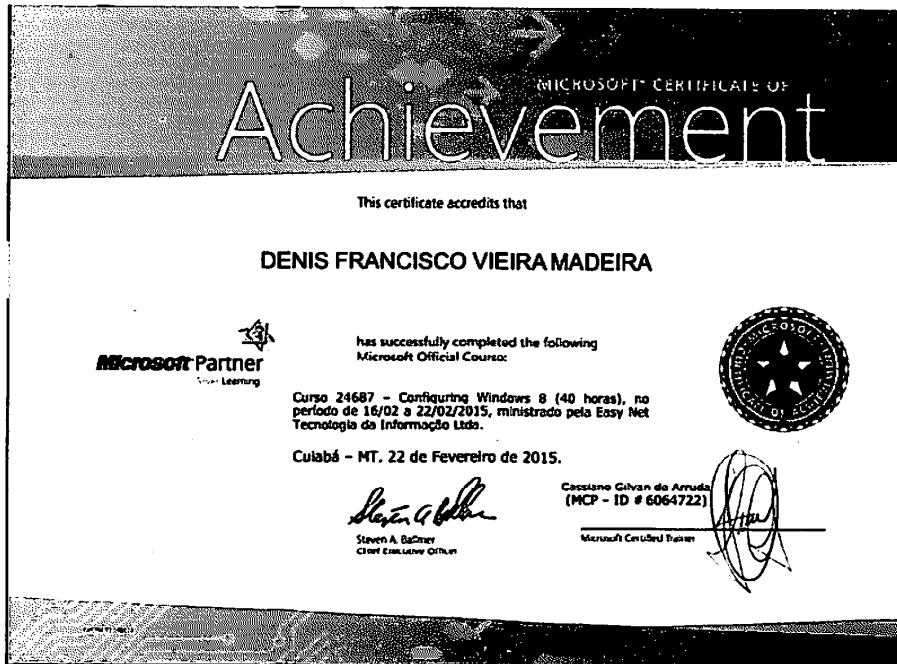 MICROSOFT® CERTIFICATE OF
Achievement
This certificate accredits that
DENIS FRANCISCO VIEIRA MADEIRA
Microsoft Partner
Silver Learning
has successfully completed the following
Microsoft Official Course:
Curso 24687 – Configuring Windows 8 (40 horas), no
período de 16/02 a 22/02/2015, ministrado pela Easy Net
Tecnologia da Informação Ltda.
Cuiabá – MT. 22 de Fevereiro de 2015.
Steven A. Ballmer
Chief Executive Officer
Cassiano Gilvan de Arruda
(MCP – ID # 6064722)
Microsoft Certified Trainer